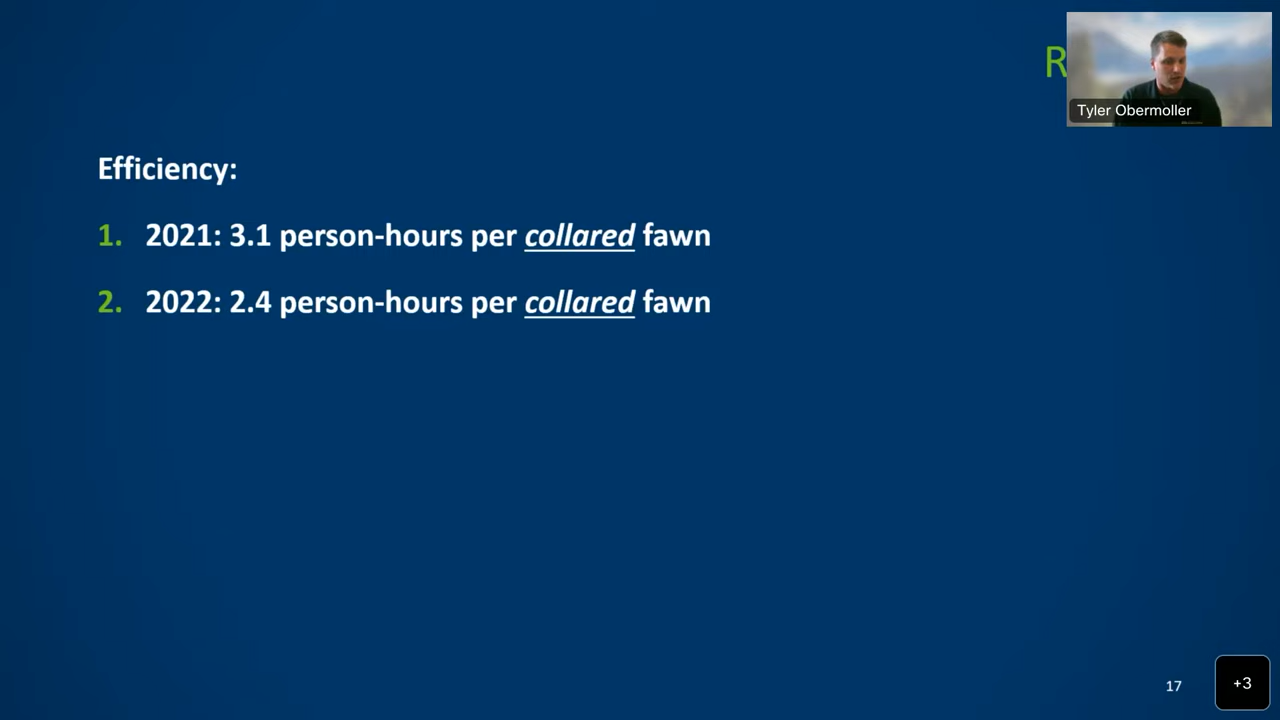 Tyler Obermoller
Efficiency:
1. 2021: 3.1 person-hours per collared fawn
2. 2022: 2.4 person-hours per collared fawn
17
+3